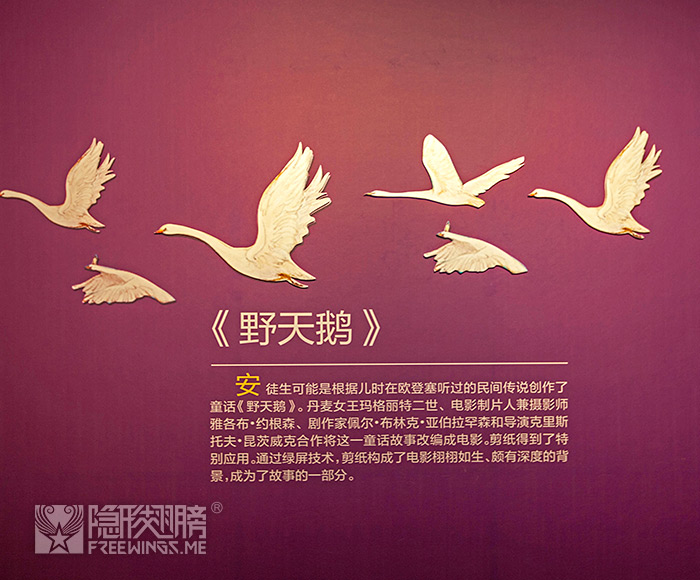 《野天鹅》
安徒生可能是根据儿时在欧登塞听过的民间传说创作了
童话《野天鹅》。丹麦女王玛格丽特二世、电影制片人兼摄影师
雅各布·约根森、剧作家佩尔·布林克·亚伯拉罕森和导演克里斯
托夫·昆茨威克合作将这一童话故事改编成电影。剪纸得到了特
别应用。通过绿屏技术，剪纸构成了电影栩栩如生、颇有深度的背
景，成为了故事的一部分。
隐形翅膀®
FREEWINGS.ME